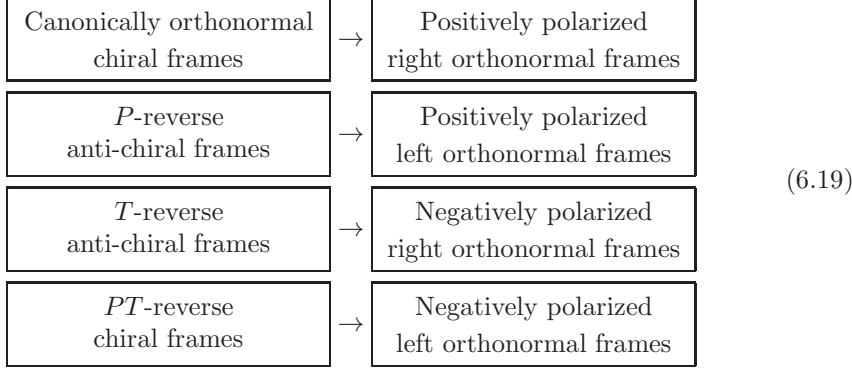 Canonically orthonormal
chiral frames
→
Positively polarized
right orthonormal frames
P-reverse
anti-chiral frames
→
Positively polarized
left orthonormal frames
(6.19)
T-reverse
anti-chiral frames
→
Negatively polarized
right orthonormal frames
PT-reverse
chiral frames
→
Negatively polarized
left orthonormal frames